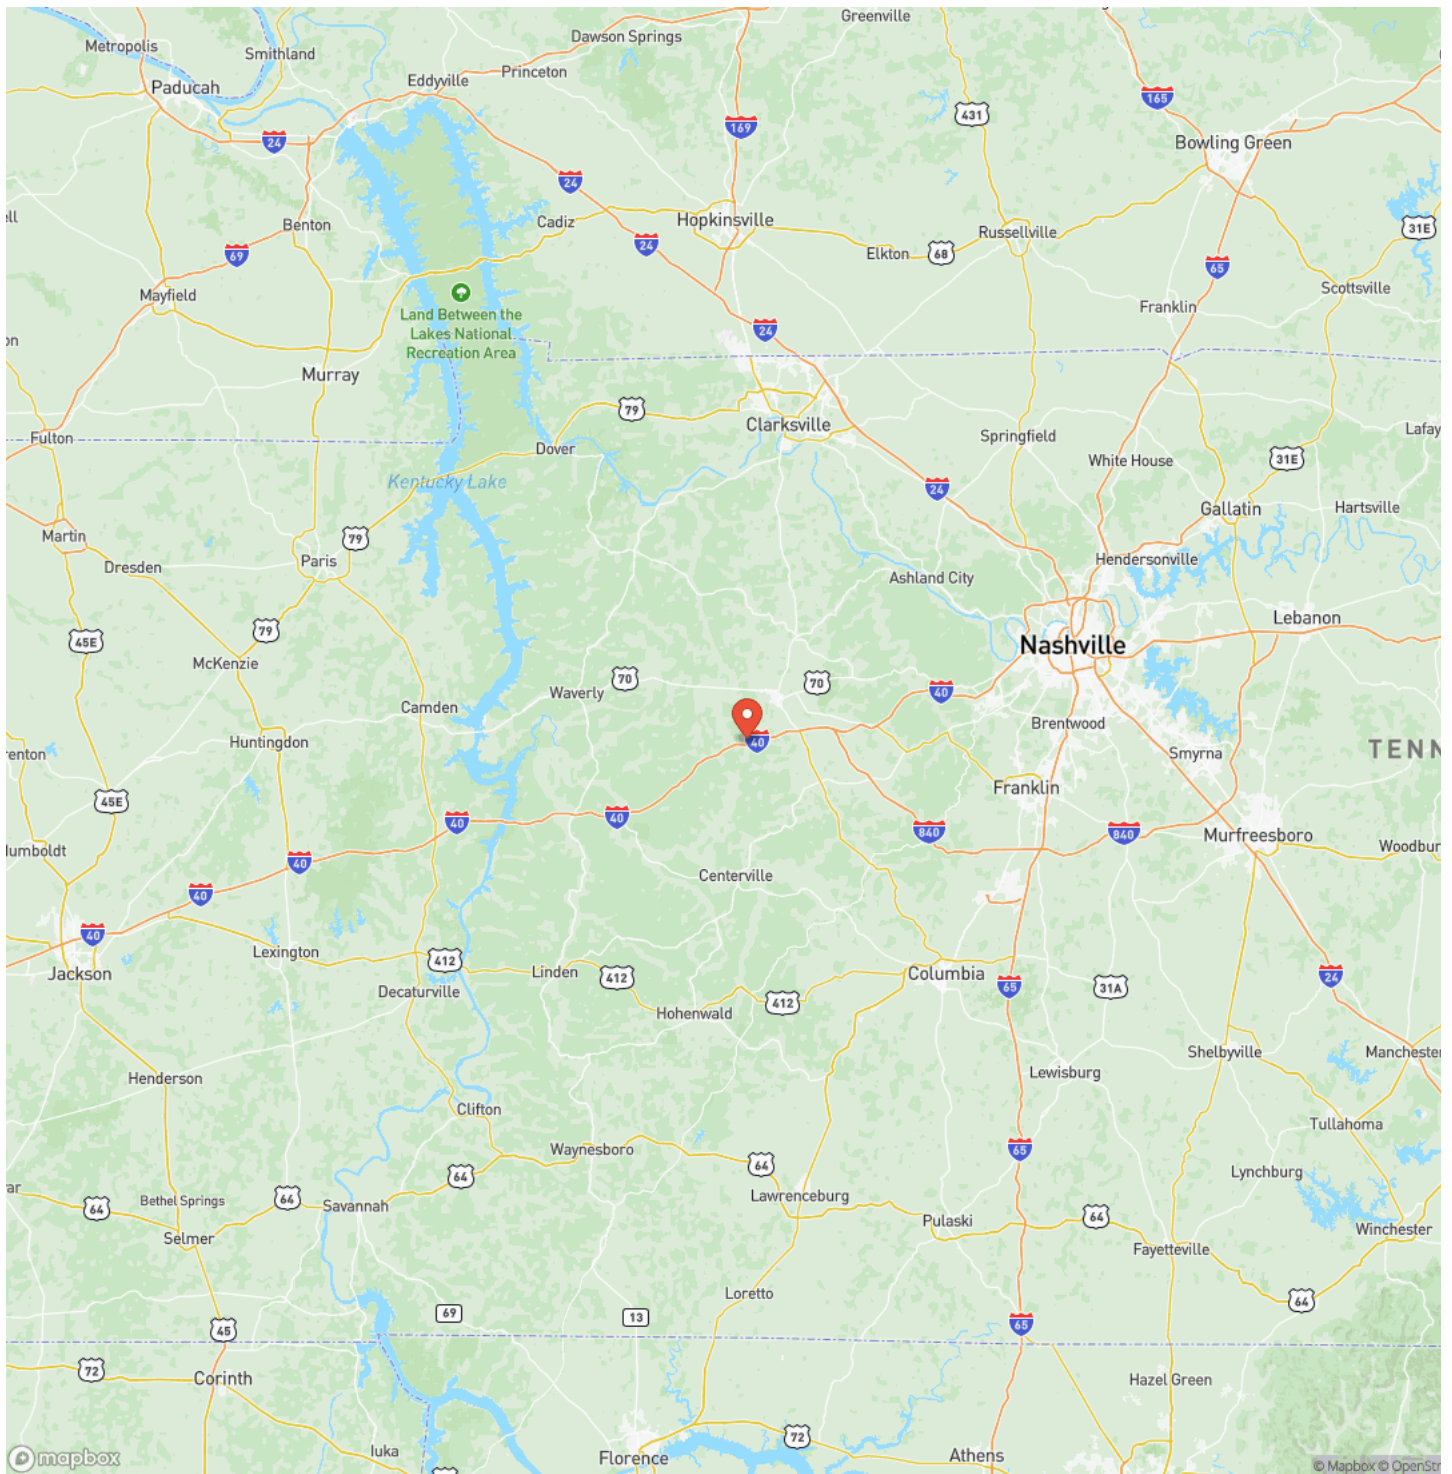 Greenville
Metropolis
Smithland
Dawson Springs
Eddyville
Princeton
Paducah
165
431
169
24
Bowling Green
24
Benton
Cadiz
Hopkinsville
31E
Russellville
24
Elkton
68
69
65
Mayfield
Scottsville
Franklin
Land Between the
Lakes National
Recreation Area
24
Murray
79
Clarksville
Fulton
Springfield
Dover
White House
31E
Kentucky Lake
24
Gallatin
Hartsville
Martin
79
Paris
Dresden
Hendersonville
Ashland City
Lebanon
45E
79
Nashville
McKenzie
70
70
Waverly
40
Camden
Brentwood
Huntingdon
40
Smyrna
TENN
45E
Franklin
40
40
840
840
Murfreesboro
40
Centerville
40
40
Lexington
412
Jackson
Linden
412
Columbia
24
65
31A
Decaturville
412
Hohenwald
Shelbyville
Manchester
Henderson
Lewisburg
Clifton
Tullahoma
Waynesboro
65
64
64
Lynchburg
Bethel Springs
64
64
Lawrenceburg
Savannah
Pulaski
64
Selmer
Winchester
Fayetteville
Loretto
64
69
13
45
65
72
Corinth
Hazel Green
72
Iuka
Florence
Athens
mapbox
© Mapbox © OpenStr